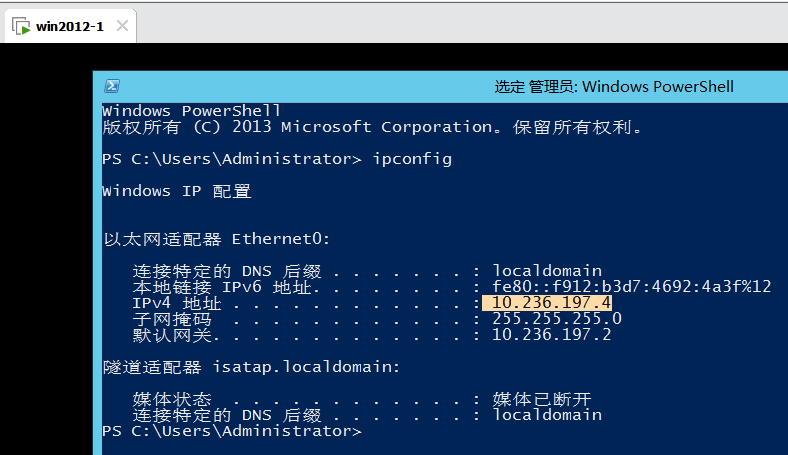 win2012-1
选定 管理员: Windows PowerShell
Windows PowerShell
版权所有 (C) 2013 Microsoft Corporation。保留所有权利。
PS C:\Users\Administrator> ipconfig
Windows IP 配置
以太网适配器 Ethernet0:
连接特定的 DNS 后缀 . . . . . . . : localdomain
本地链接 IPv6 地址. . . . . . . . : fe80::f912:b3d7:4692:4a3f%12
IPv4 地址 . . . . . . . . . . . . : 10.236.197.4
子网掩码  . . . . . . . . . . . . : 255.255.255.0
默认网关. . . . . . . . . . . . . : 10.236.197.2
隧道适配器 isatap.localdomain:
媒体状态  . . . . . . . . . . . . : 媒体已断开
连接特定的 DNS 后缀 . . . . . . . : localdomain
PS C:\Users\Administrator>